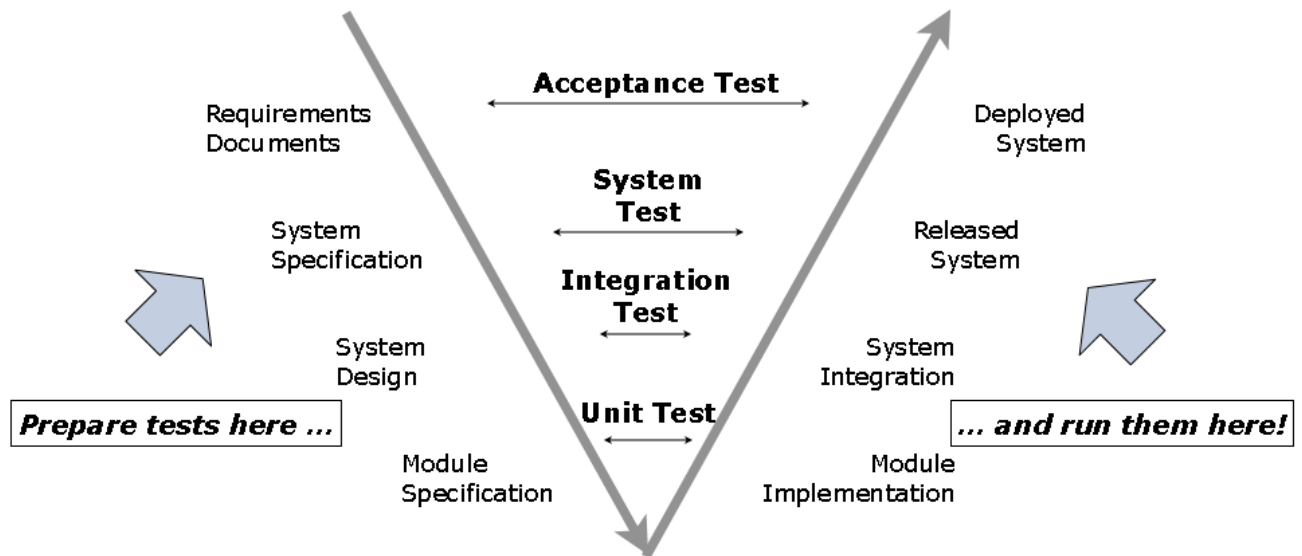 Acceptance Test
Requirements
Documents
Deployed
System
System
Test
System
Specification
Released
System
Integration
Test
System
Design
System
Integration
Prepare tests here ...
Unit Test
... and run them here!
Module
Specification
Module
Implementation